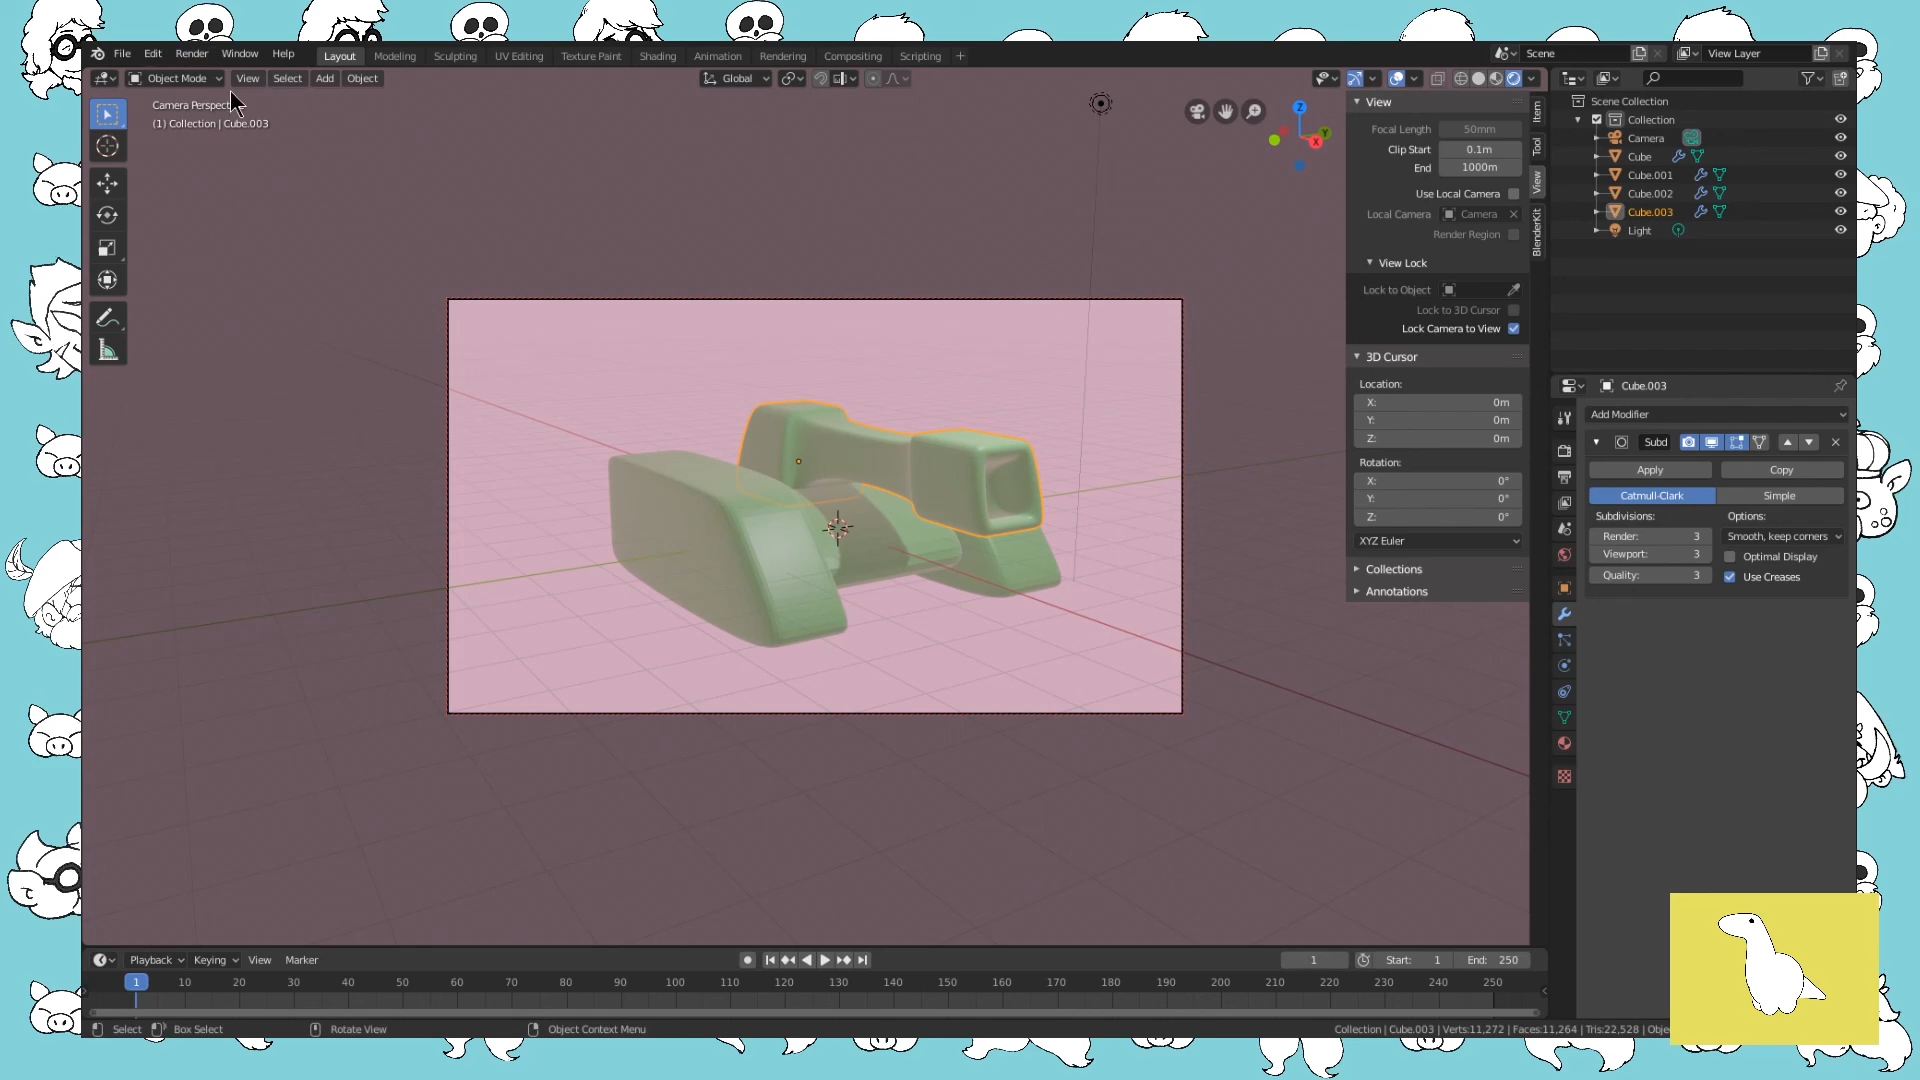 File Edit Render Window Help Layout Modeling Sculpting UV Editing Texture Paint Shading Animation Rendering Compositing Scripting + Scene View Layer
Object Mode View Select Add Object Global
Camera Perspect
(1) Collection | Cube.003
Z
Y
X
View
Focal Length 50mm
Clip Start 0.1m
End 1000m
Use Local Camera
Local Camera Camera
Render Region
View Lock
Lock to Object
Lock to 3D Cursor
Lock Camera to View
3D Cursor
Location:
X: 0m
Y: 0m
Z: 0m
Rotation:
X: 0°
Y: 0°
Z: 0°
XYZ Euler
Collections
Annotations
Item
Tool
View
BlenderKit
Scene Collection
Collection
Camera
Cube
Cube.001
Cube.002
Cube.003
Light
Cube.003
Add Modifier
Subd
Apply Copy
Catmull-Clark Simple
Subdivisions: Options:
Render: 3 Smooth, keep corners
Viewport: 3 Optimal Display
Quality: 3 Use Creases
Playback Keying View Marker 1 Start: 1 End: 250
1 10 20 30 40 50 60 70 80 90 100 110 120 130 140 150 160 170 180 190 200 210 220 230 240 250
Select Box Select Rotate View Object Context Menu Collection | Cube.003 | Verts:11,272 | Faces:11,264 | Tris:22,528 | Obje